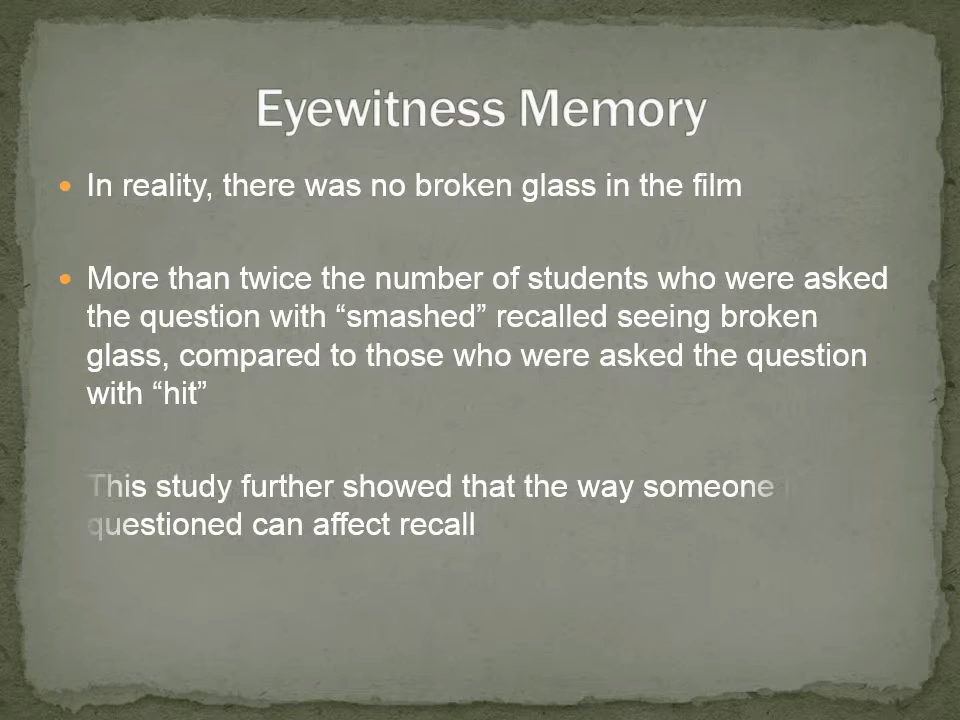 Eyewitness Memory
In reality, there was no broken glass in the film
More than twice the number of students who were asked
the question with “smashed” recalled seeing broken
glass, compared to those who were asked the question
with “hit”
This study further showed that the way someone
questioned can affect recall